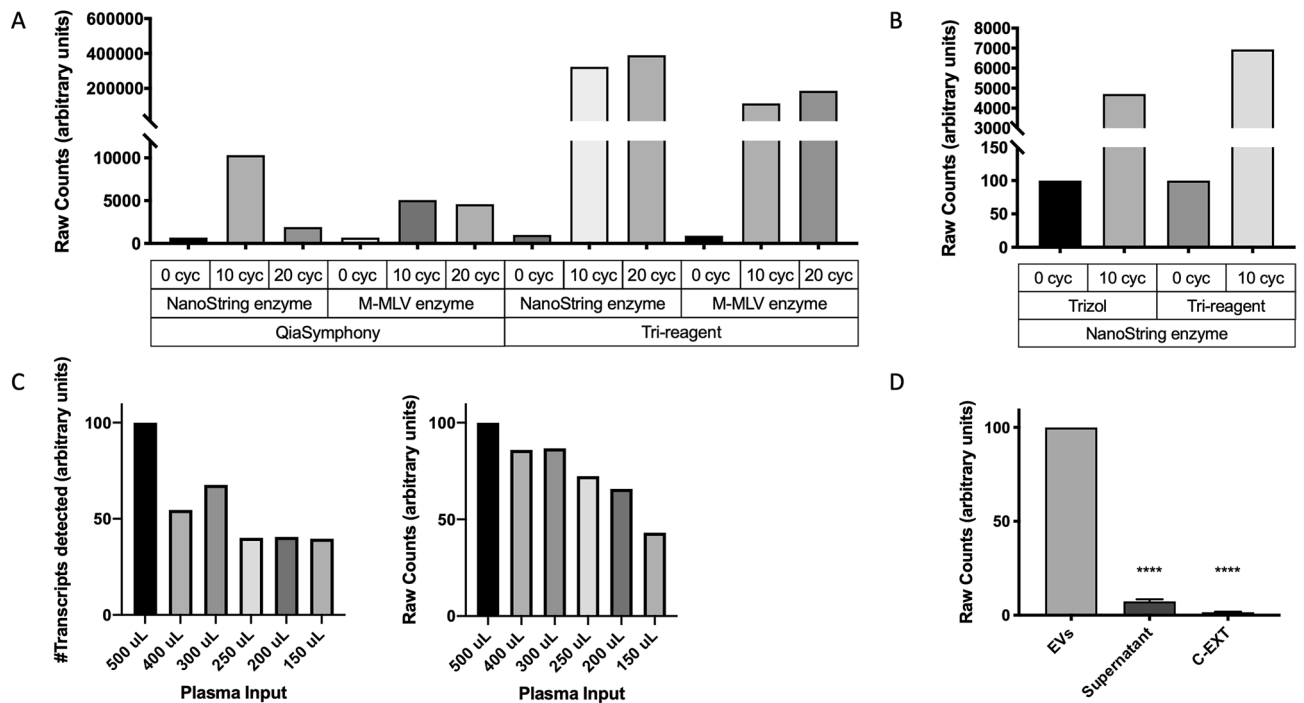 A
Raw Counts (arbitrary units)
600000
400000
200000
10000
5000
0
0 cyc 10 cyc 20 cyc 0 cyc 10 cyc 20 cyc 0 cyc 10 cyc 20 cyc 0 cyc 10 cyc 20 cyc
NanoString enzyme M-MLV enzyme NanoString enzyme M-MLV enzyme
QiaSymphony Tri-reagent
B
Raw Counts (arbitrary units)
8000
7000
6000
5000
4000
3000
150
100
50
0
0 cyc 10 cyc 0 cyc 10 cyc
Trizol Tri-reagent
NanoString enzyme
C
#Transcripts detected (arbitrary units)
100
50
0
500 uL 400 uL 300 uL 250 uL 200 uL 150 uL
Plasma Input
Raw Counts (arbitrary units)
100
50
0
500 uL 400 uL 300 uL 250 uL 200 uL 150 uL
Plasma Input
D
Raw Counts (arbitrary units)
100
50
0
**** ****
EVs Supernatant C-EXT